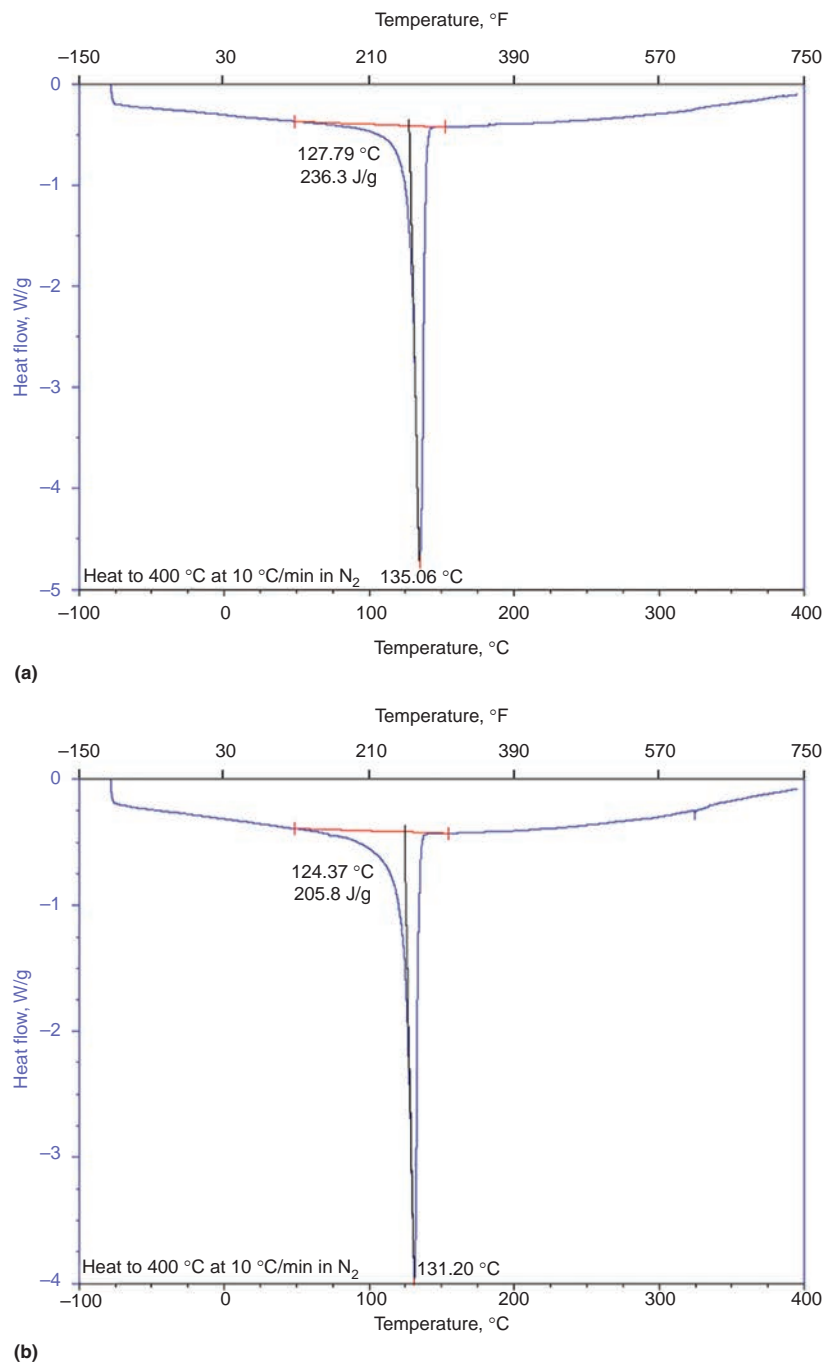 Temperature, °F
–150 30 210 390 570 750
0
127.79 °C
236.3 J/g
–1
–2
Heat flow, W/g
–3
–4
Heat to 400 °C at 10 °C/min in N₂ 135.06 °C
–5
–100 0 100 200 300 400
Temperature, °C
(a)
Temperature, °F
–150 30 210 390 570 750
0
124.37 °C
205.8 J/g
–1
–2
Heat flow, W/g
–3
Heat to 400 °C at 10 °C/min in N₂ 131.20 °C
–4
–100 0 100 200 300 400
Temperature, °C
(b)